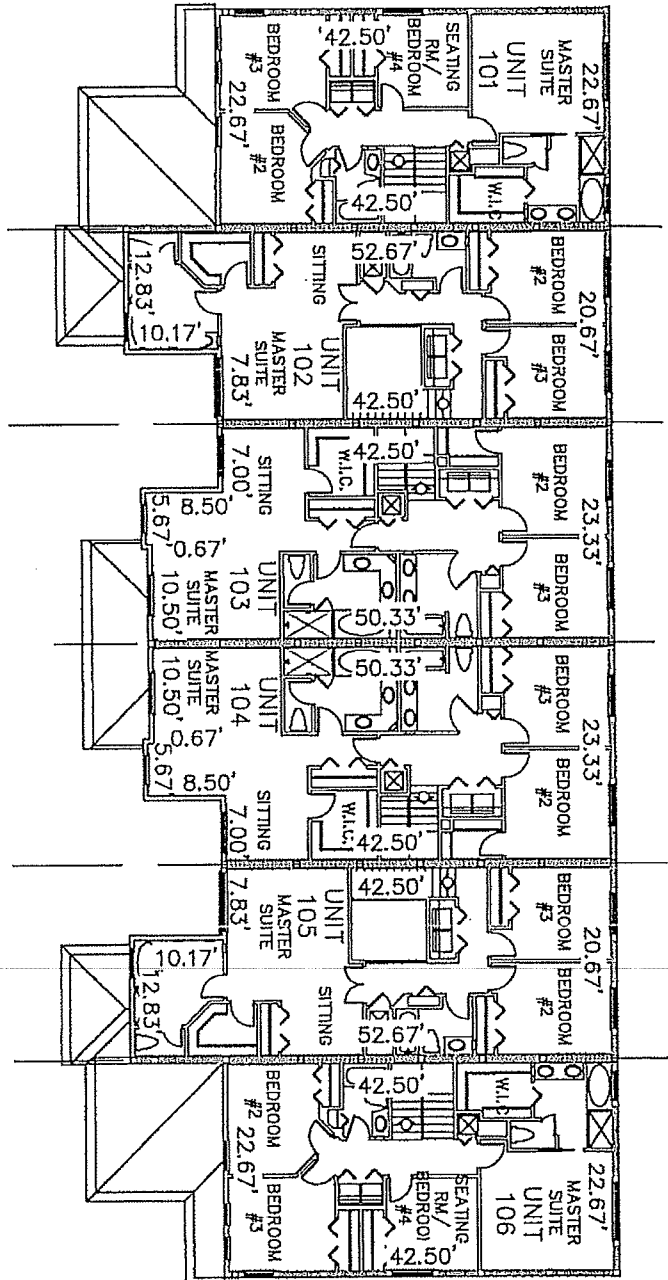 22.67'
MASTER
SUITE
UNIT
101
SEATING
RM/
BEDROOM
#4
'42.50'
BEDROOM
#3
22.67'
BEDROOM
#2
42.50'
W.I.C.
52.67'
SITTING
12.83'
10.17'
BEDROOM
#2
20.67'
BEDROOM
#3
UNIT
102
MASTER
SUITE
7.83'
42.50'
42.50'
W.I.C.
SITTING
7.00'
8.50'
5.67'
0.67'
BEDROOM
#2
23.33'
BEDROOM
#3
UNIT
103
MASTER
SUITE
10.50'
50.33'
50.33'
UNIT
104
MASTER
SUITE
10.50'
0.67'
5.67'
8.50'
BEDROOM
#3
23.33'
BEDROOM
#2
SITTING
7.00'
W.I.C.
42.50'
42.50'
UNIT
105
MASTER
SUITE
7.83'
BEDROOM
#3
20.67'
BEDROOM
#2
10.17'
12.83'
SITTING
52.67'
42.50'
W.I.C
BEDROOM
#2
22.67'
BEDROOM
#3
SEATING
RM/
BEDROOM
#4
42.50'
22.67'
MASTER
SUITE
UNIT
106